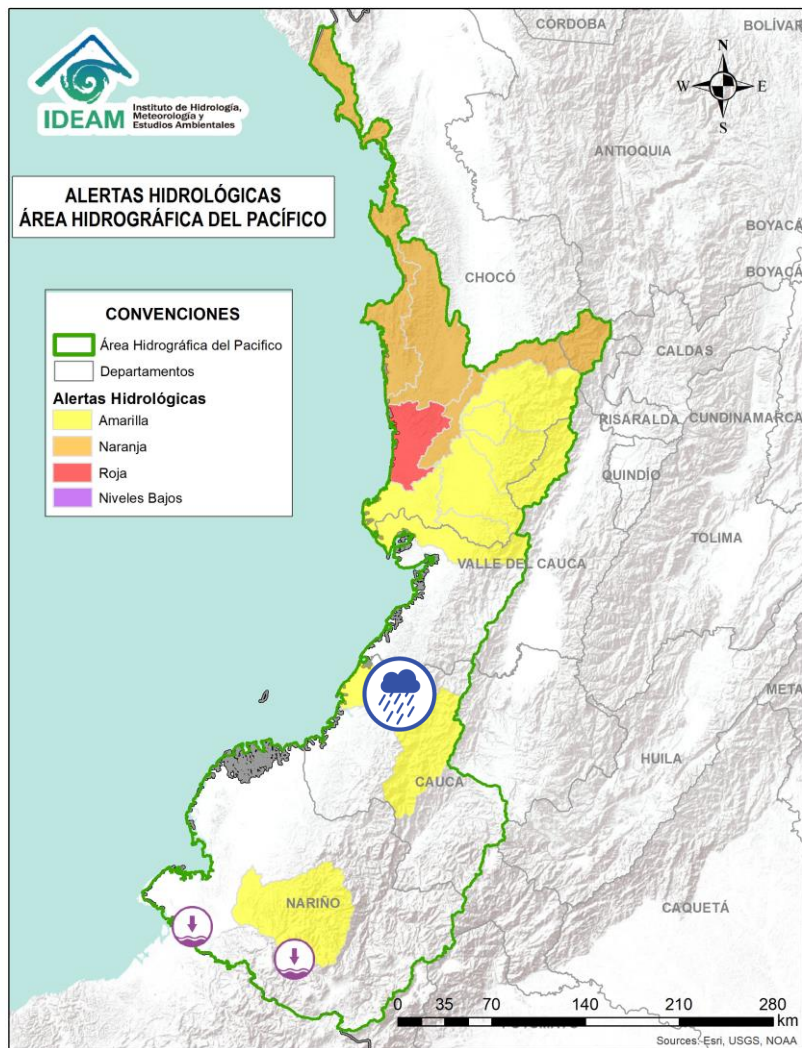 IDEAM
Instituto de Hidrología,
Meteorología y
Estudios Ambientales
ALERTAS HIDROLÓGICAS
ÁREA HIDROGRÁFICA DEL PACÍFICO
CONVENCIONES
Área Hidrográfica del Pacifico
Departamentos
Alertas Hidrológicas
Amarilla
Naranja
Roja
Niveles Bajos
N
W
E
S
CÓRDOBA
BOLÍVAR
ANTIOQUIA
BOYACÁ
CHOCÓ
BOYACÁ
CALDAS
RISARALDA
CUNDINAMARCA
QUINDÍO
TOLIMA
VALLE DEL CAUCA
META
HUILA
CAUCA
NARIÑO
CAQUETÁ
0 35 70 140 210 280
km
Sources: Esri, USGS, NOAA